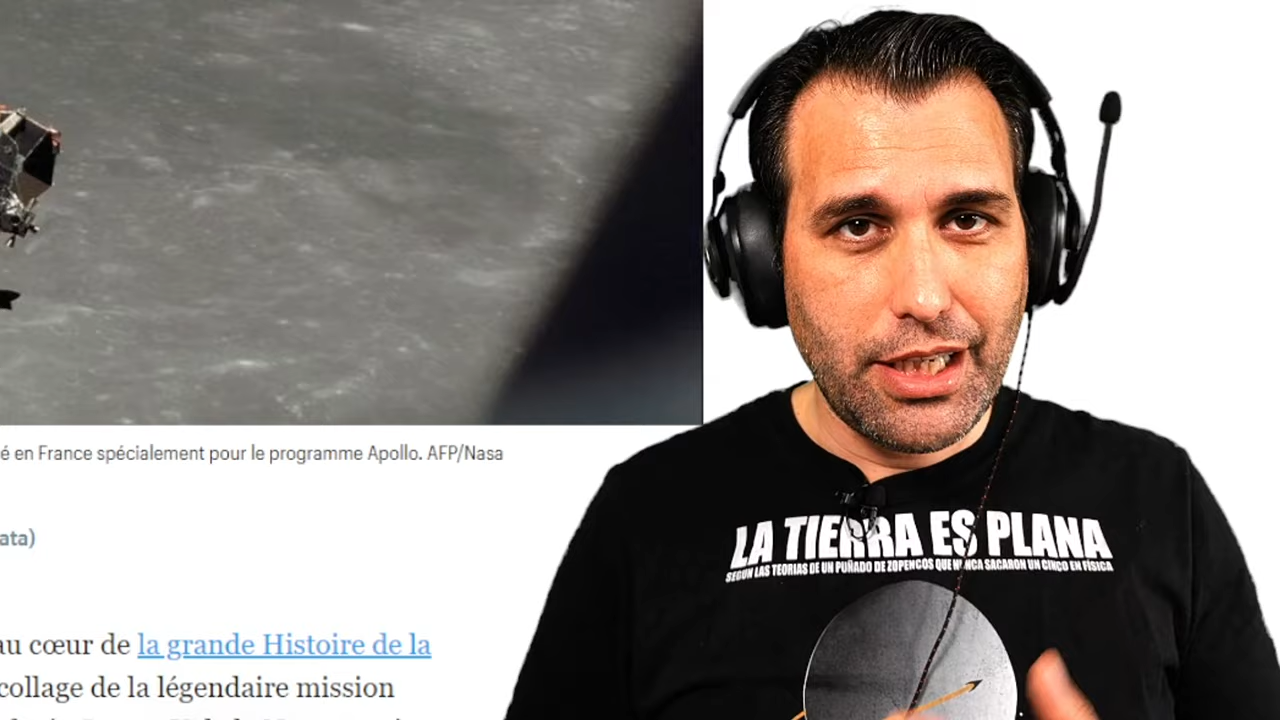 é en France spécialement pour le programme Apollo. AFP/Nasa
ata)
au cœur de la grande Histoire de la
collage de la légendaire mission
LA TIERRA ES PLANA
SEGÚN LAS TEORÍAS DE UN PUÑADO DE ZOPENCOS QUE NUNCA SACARON UN CINCO EN FÍSICA